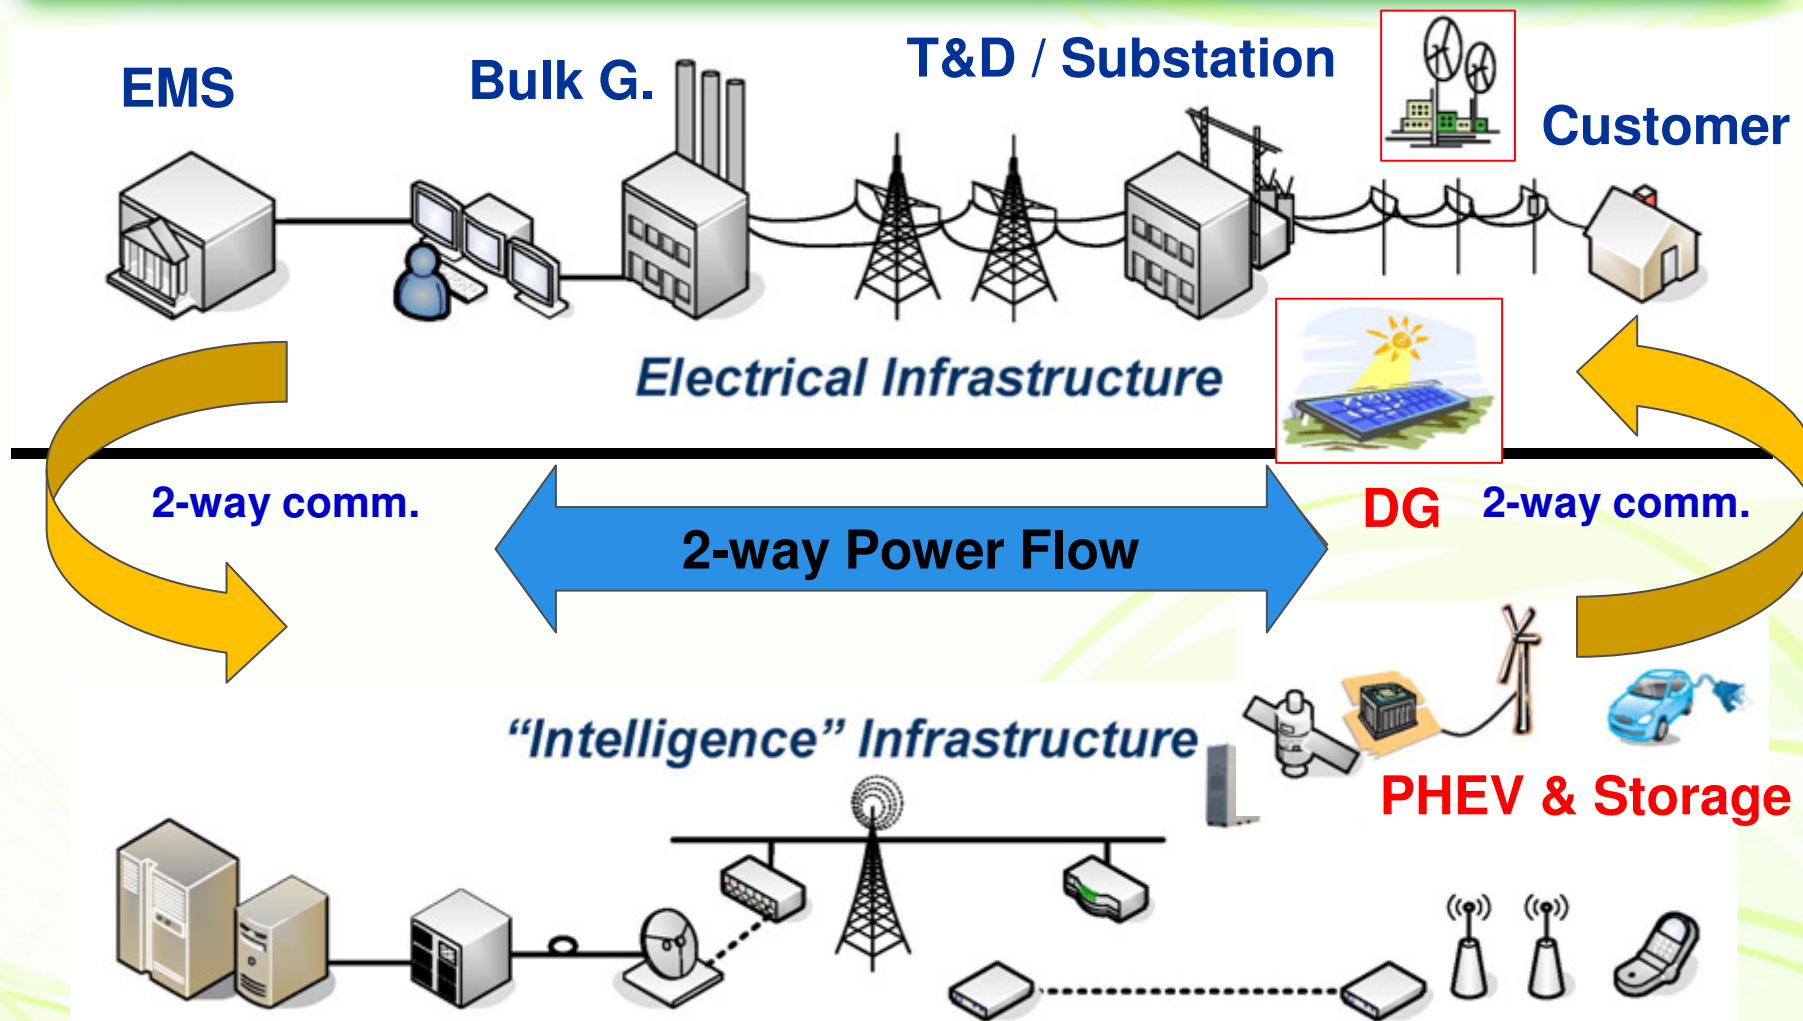 EMS
Bulk G.
T&D / Substation
Customer
Electrical Infrastructure
2-way comm.
2-way Power Flow
DG
2-way comm.
“Intelligence” Infrastructure
PHEV & Storage